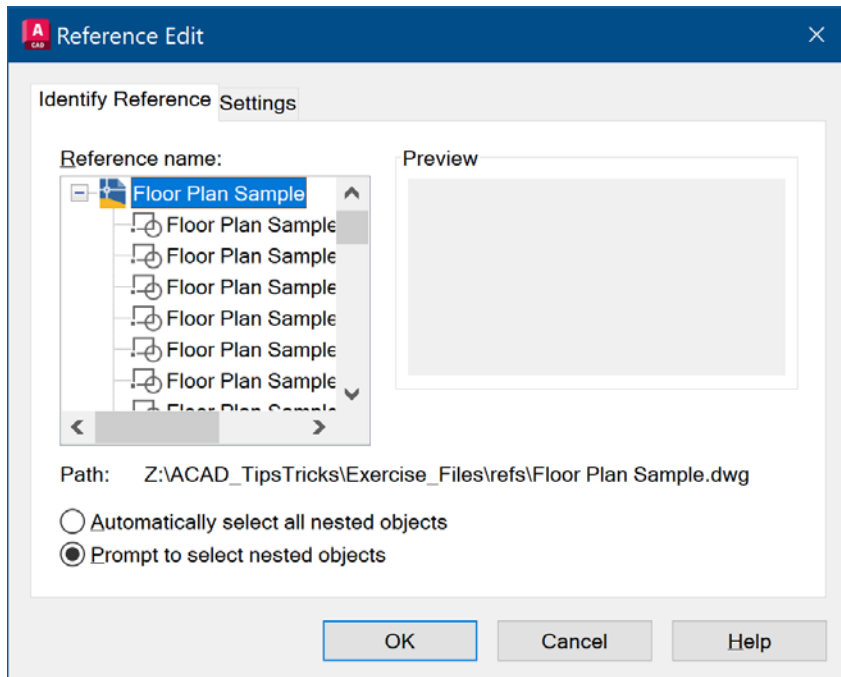 A
CAD
Reference Edit
Identify Reference
Settings
Reference name:
Preview
Floor Plan Sample
Floor Plan Sample
Floor Plan Sample
Floor Plan Sample
Floor Plan Sample
Floor Plan Sample
Floor Plan Sample
Path: Z:\ACAD_TipsTricks\Exercise_Files\refs\Floor Plan Sample.dwg
Automatically select all nested objects
Prompt to select nested objects
OK
Cancel
Help